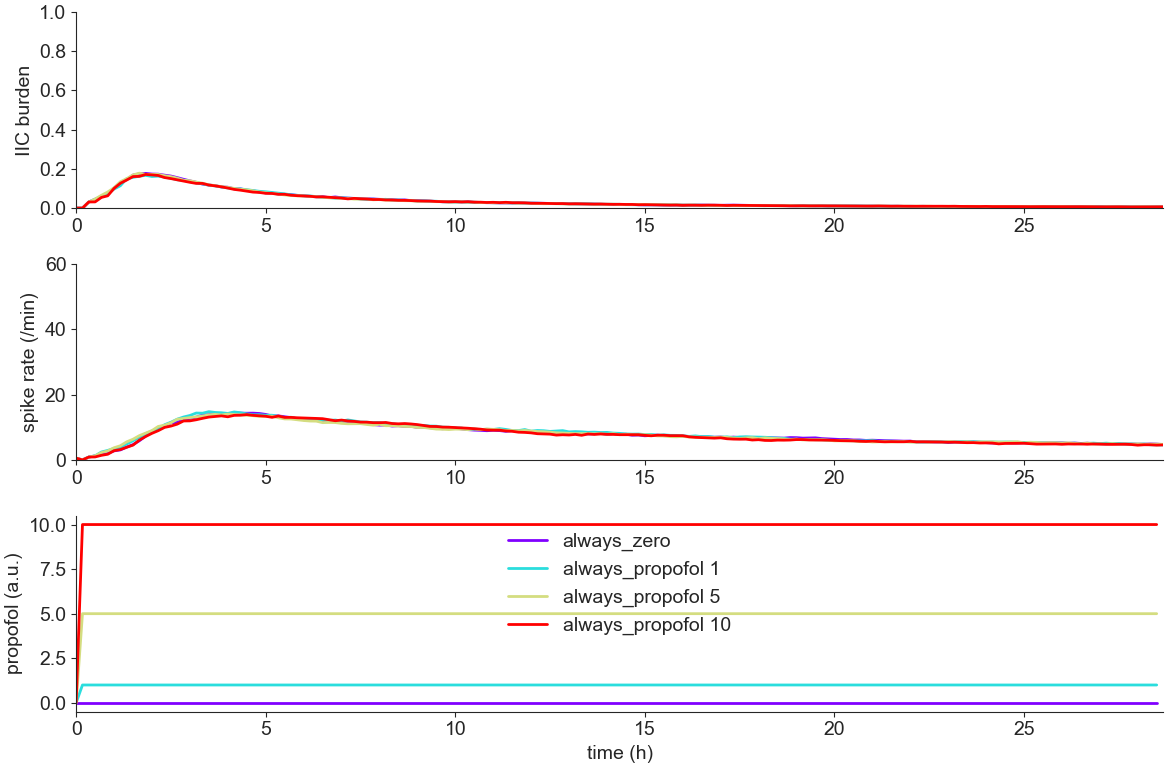 IIC burden
1.0
0.8
0.6
0.4
0.2
0.0
0 5 10 15 20 25
spike rate (/min)
60
40
20
0
0 5 10 15 20 25
propofol (a.u.)
10.0
7.5
5.0
2.5
0.0
always_zero
always_propofol 1
always_propofol 5
always_propofol 10
0 5 10 15 20 25
time (h)